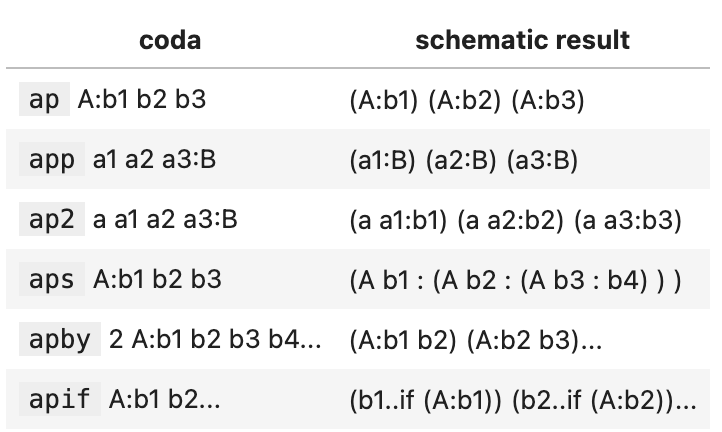 coda schematic result
ap A:b1 b2 b3 (A:b1) (A:b2) (A:b3)
app a1 a2 a3:B (a1:B) (a2:B) (a3:B)
ap2 a a1 a2 a3:B (a a1:b1) (a a2:b2) (a a3:b3)
aps A:b1 b2 b3 (A b1 : (A b2 : (A b3 : b4) ) )
apby 2 A:b1 b2 b3 b4... (A:b1 b2) (A:b2 b3)...
apif A:b1 b2... (b1..if (A:b1)) (b2..if (A:b2))...